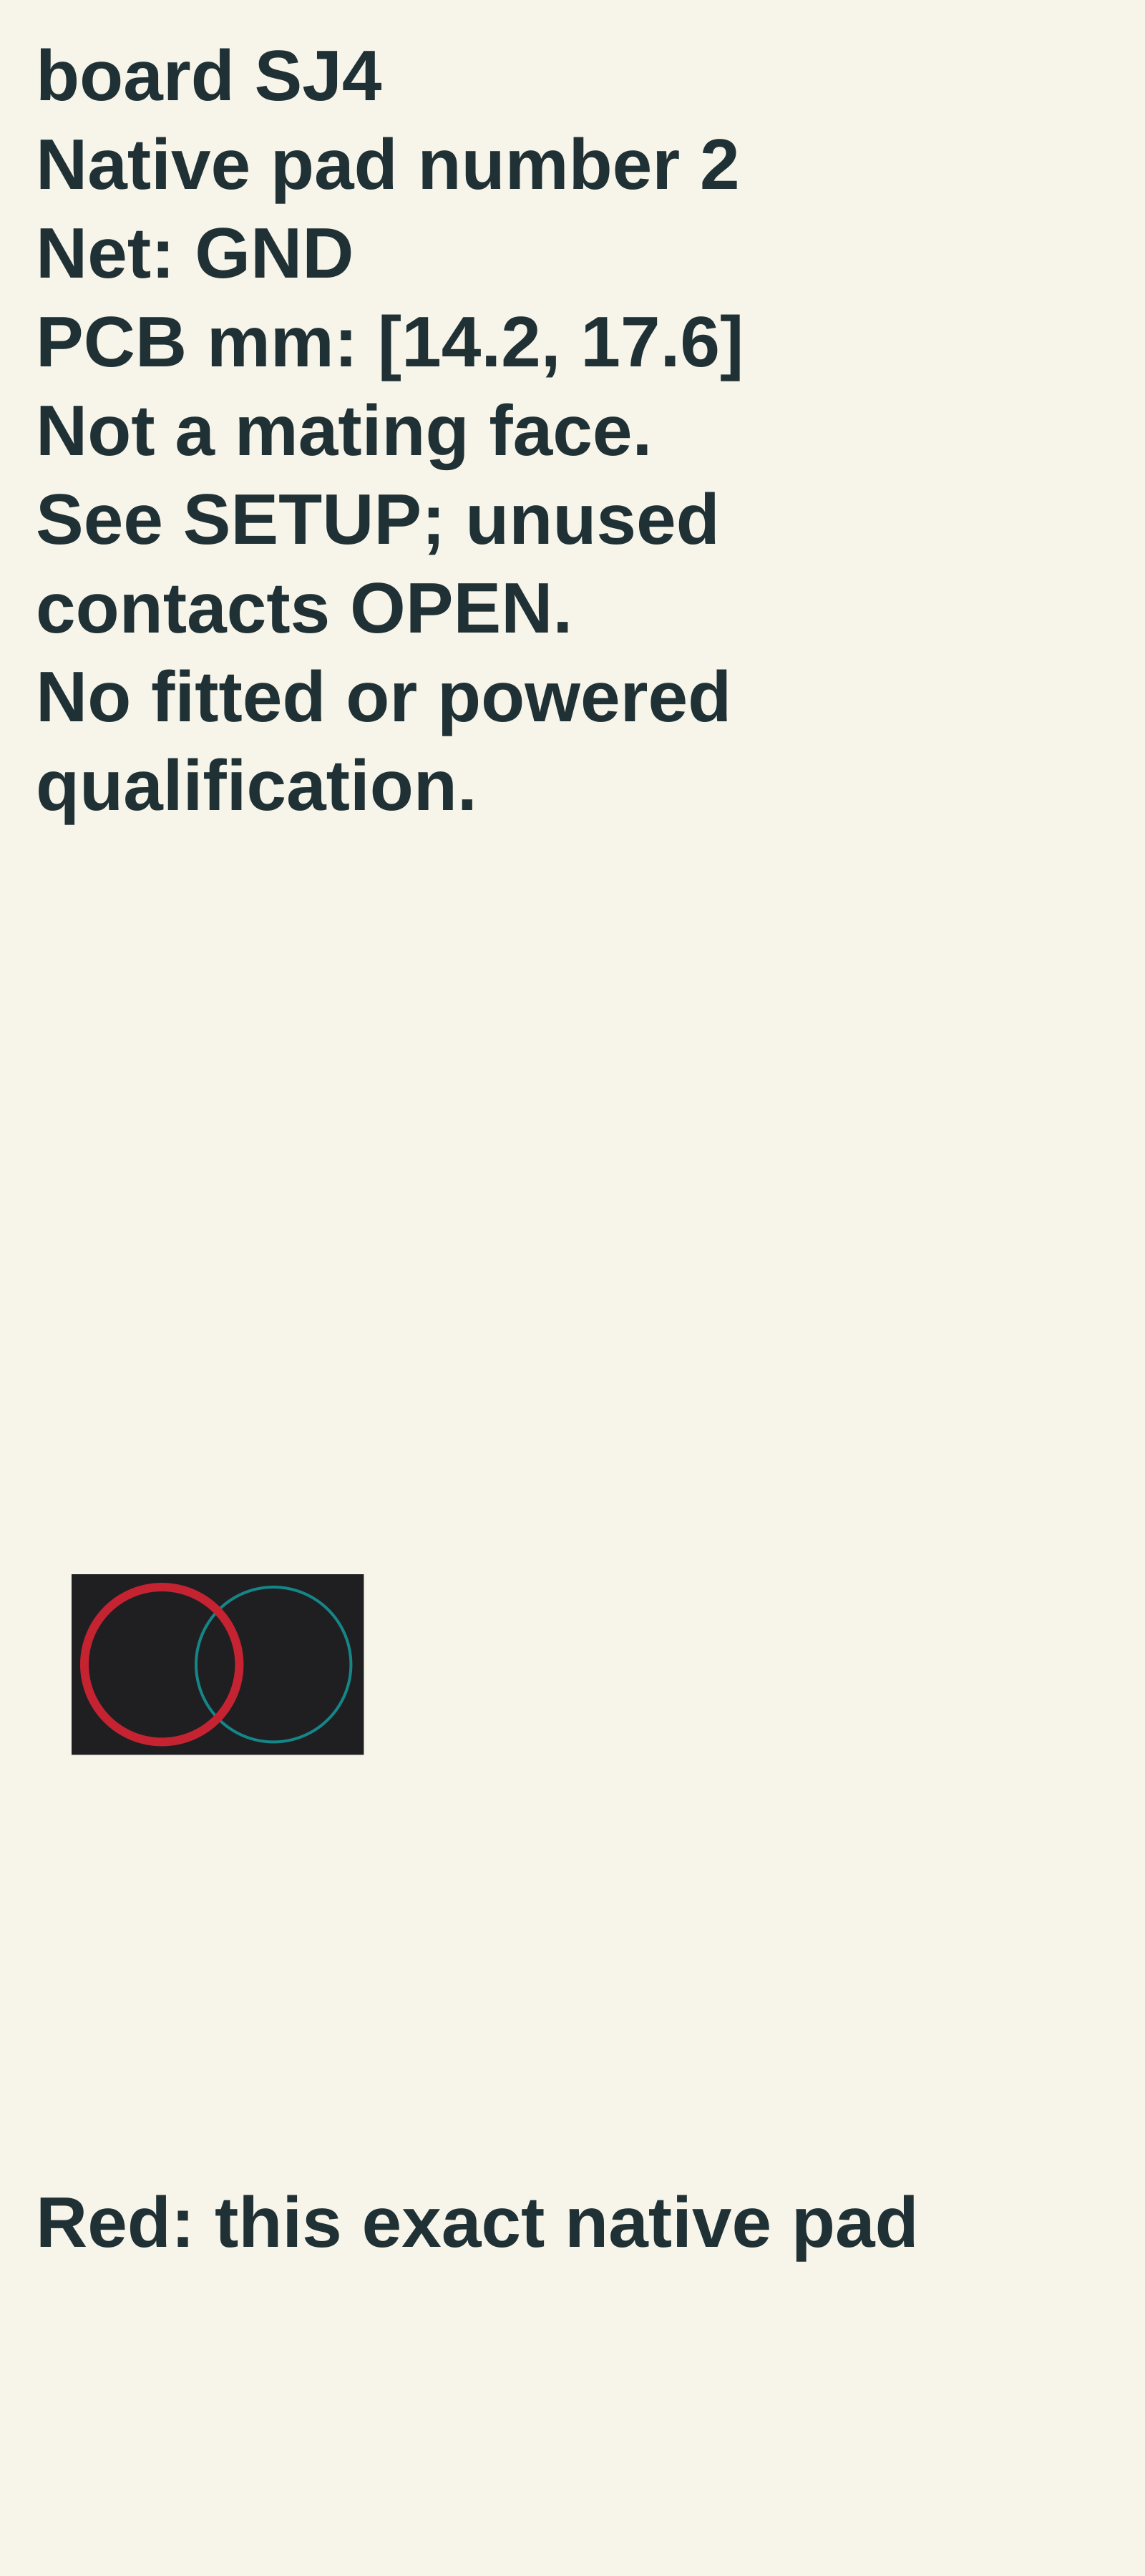 board SJ4
Native pad number 2
Net: GND
PCB mm: [14.2, 17.6]
Not a mating face.
See SETUP; unused
contacts OPEN.
No fitted or powered
qualification.
Red: this exact native pad